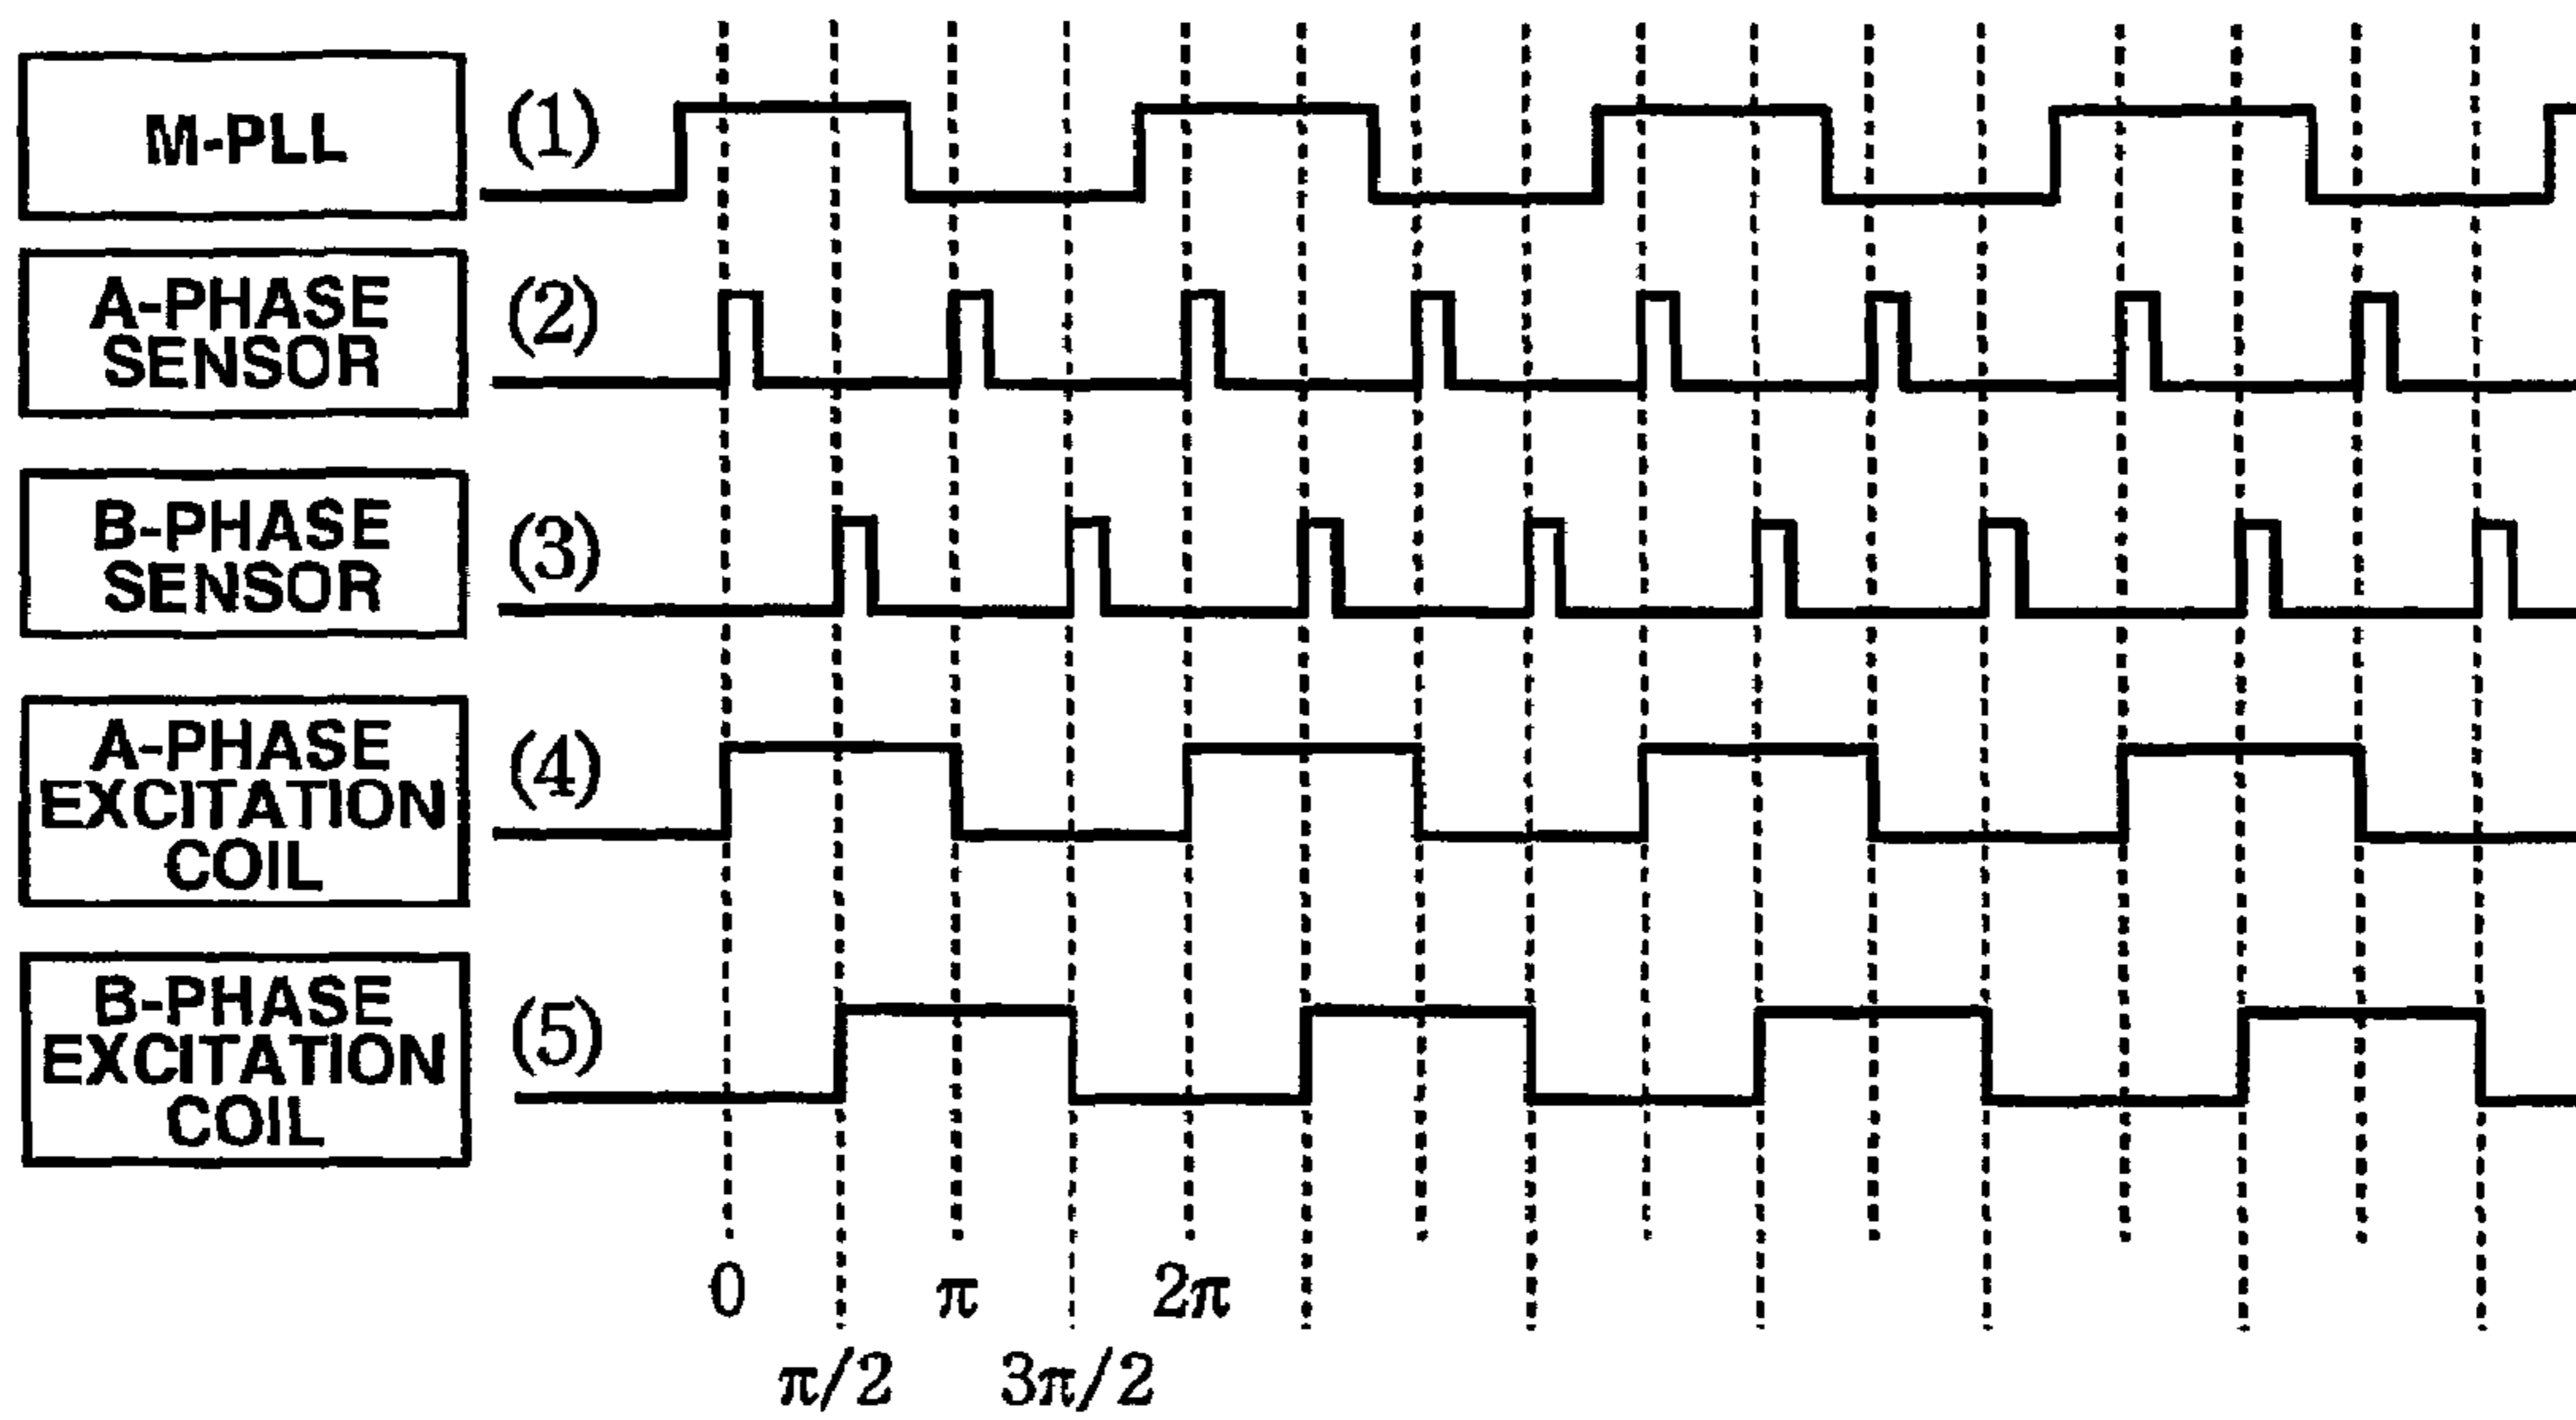 M-PLL
(1)
A-PHASE
SENSOR
(2)
B-PHASE
SENSOR
(3)
A-PHASE
EXCITATION
COIL
(4)
B-PHASE
EXCITATION
COIL
(5)
0
π
2π
π/2
3π/2